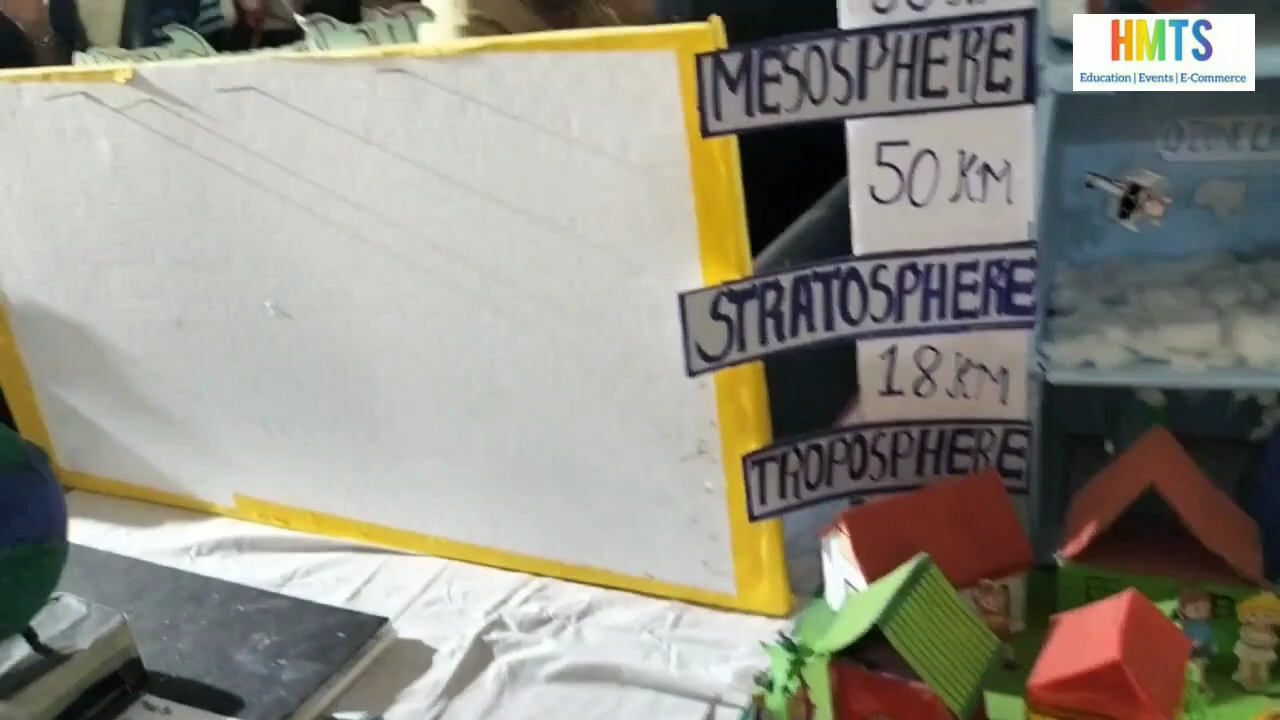 HMTS
Education | Events | E-Commerce
MESOSPHERE
50 KM
STRATOSPHERE
18 KM
TROPOSPHERE